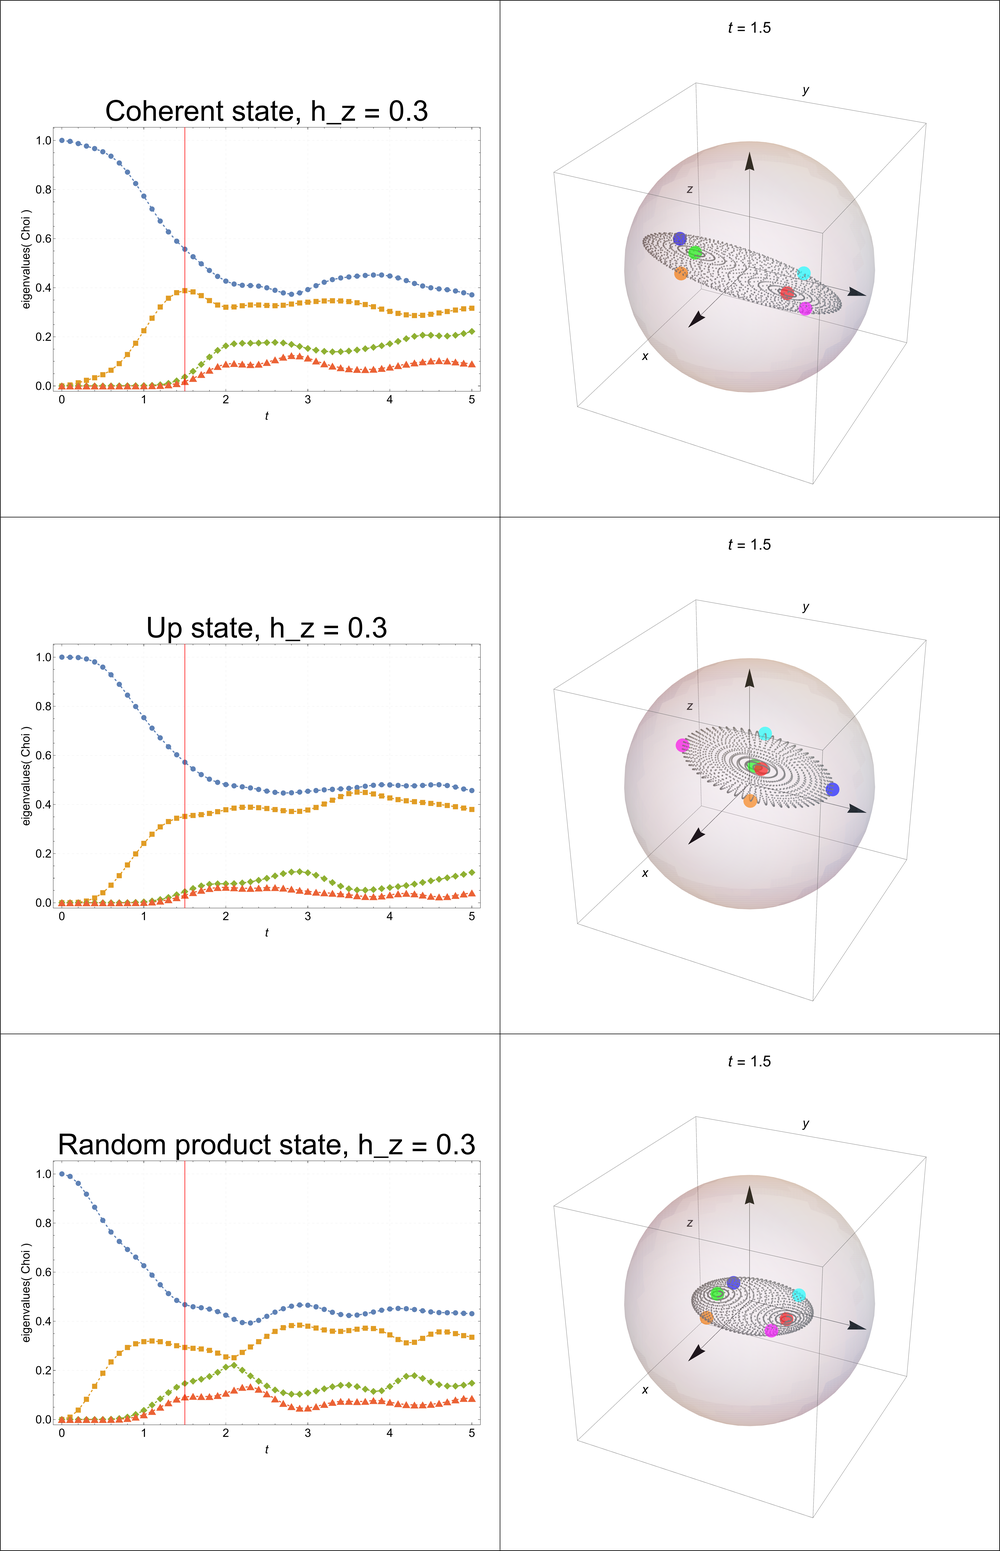 Coherent state, h_z = 0.3
eigenvalues( Choi )
1.0
0.8
0.6
0.4
0.2
0.0
0 1 2 3 4 5
t
t = 1.5
y
z
x
Up state, h_z = 0.3
eigenvalues( Choi )
1.0
0.8
0.6
0.4
0.2
0.0
0 1 2 3 4 5
t
t = 1.5
y
z
x
Random product state, h_z = 0.3
eigenvalues( Choi )
1.0
0.8
0.6
0.4
0.2
0.0
0 1 2 3 4 5
t
t = 1.5
y
z
x